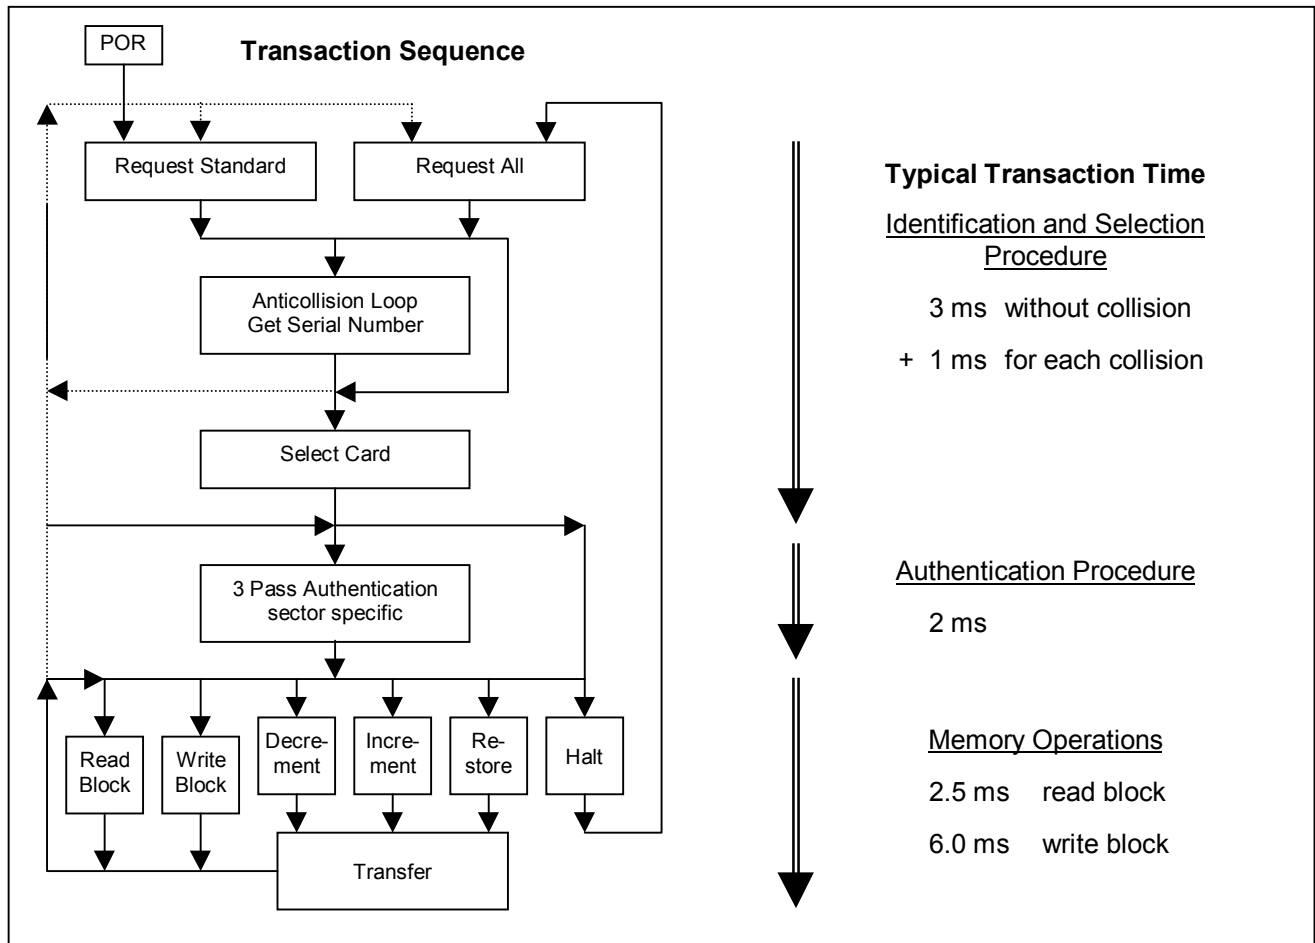 POR
Transaction Sequence
Request Standard
Request All
Anticollision Loop
Get Serial Number
Select Card
3 Pass Authentication
sector specific
Read
Block
Write
Block
Decre-
ment
Incre-
ment
Re-
store
Halt
Transfer
Typical Transaction Time
Identification and Selection
Procedure
3 ms without collision
+ 1 ms for each collision
Authentication Procedure
2 ms
Memory Operations
2.5 ms read block
6.0 ms write block